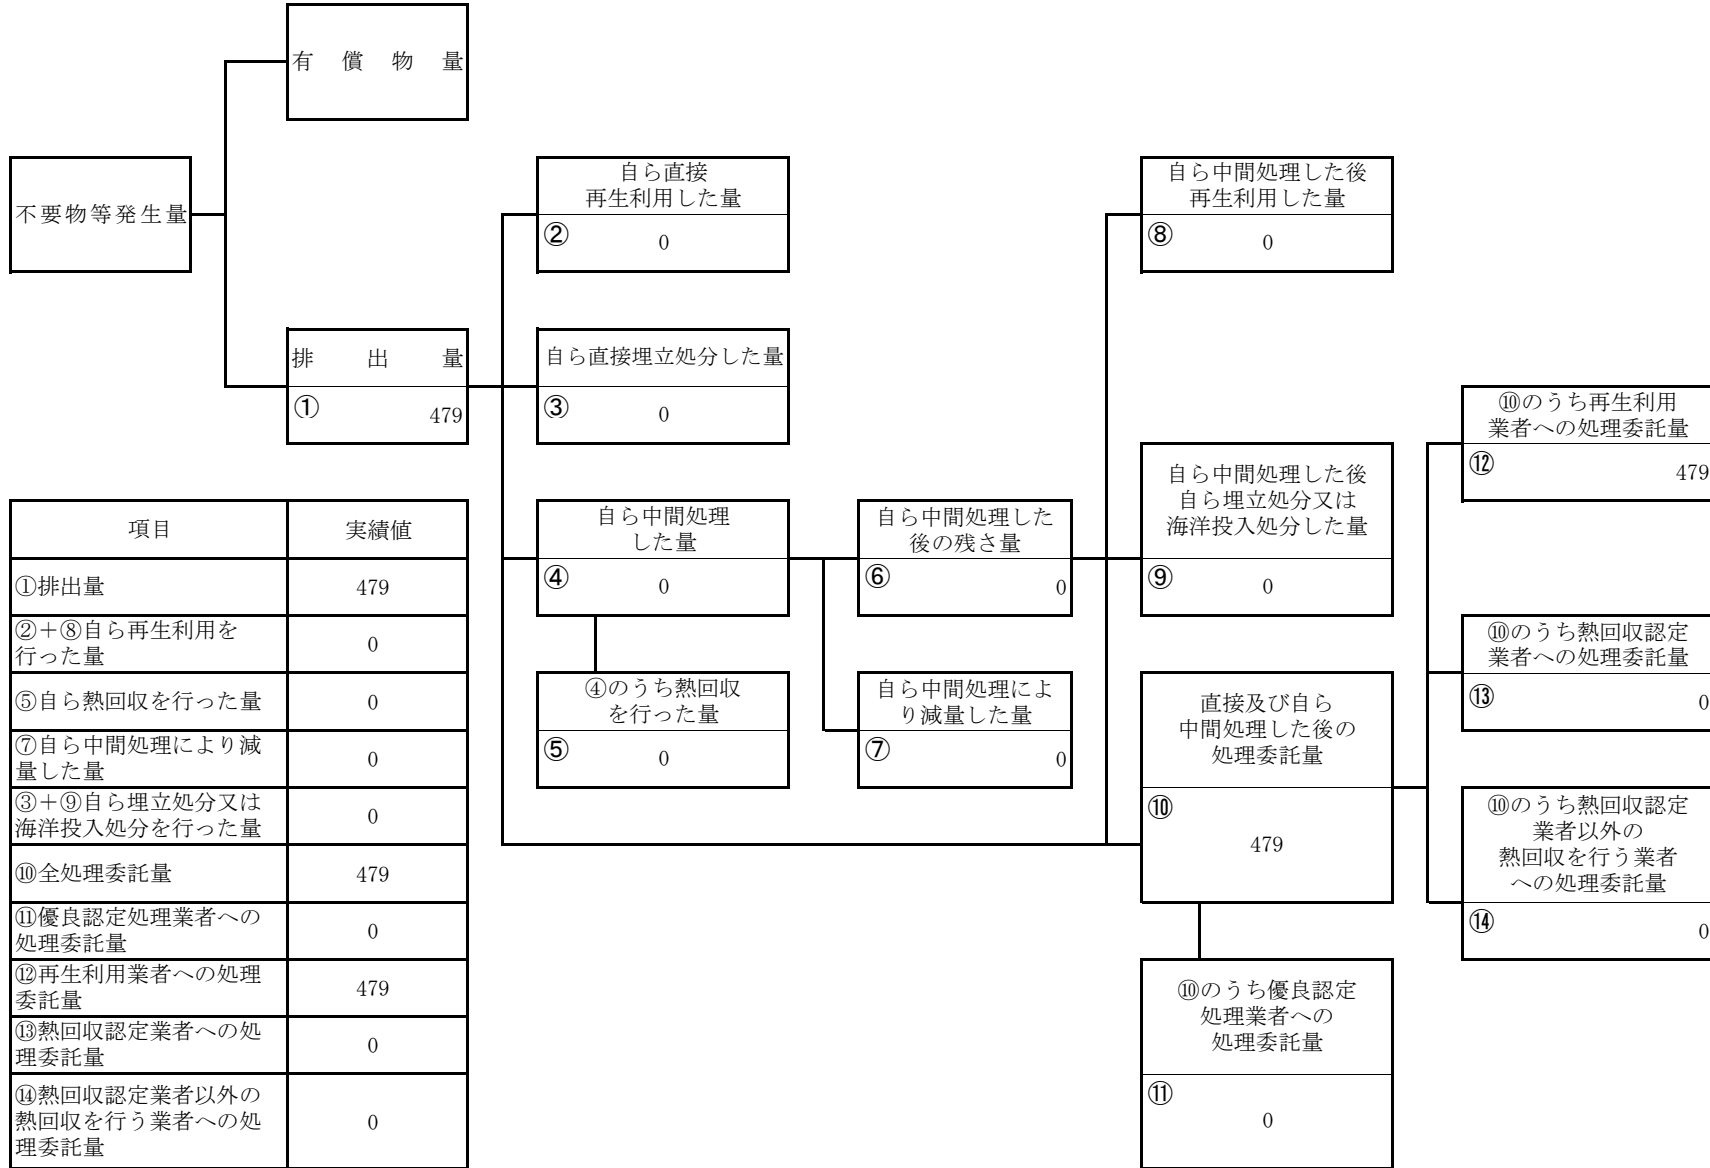 有償物量
不要物等発生量
排出量
① 479
自ら直接
再生利用した量
② 0
自ら直接埋立処分した量
③ 0
自ら中間処理
した量
④ 0
④のうち熱回収
を行った量
⑤ 0
自ら中間処理した
後の残さ量
⑥ 0
自ら中間処理によ
り減量した量
⑦ 0
自ら中間処理した後
再生利用した量
⑧ 0
自ら中間処理した後
自ら埋立処分又は
海洋投入処分した量
⑨ 0
直接及び自ら
中間処理した後の
処理委託量
⑩
479
⑩のうち優良認定
処理業者への
処理委託量
⑪
0
⑩のうち再生利用
業者への処理委託量
⑫ 479
⑩のうち熱回収認定
業者への処理委託量
⑬ 0
⑩のうち熱回収認定
業者以外の
熱回収を行う業者
への処理委託量
⑭ 0
項目 実績値
①排出量 479
②＋⑧自ら再生利用を
行った量 0
⑤自ら熱回収を行った量 0
⑦自ら中間処理により減
量した量 0
③＋⑨自ら埋立処分又は
海洋投入処分を行った量 0
⑩全処理委託量 479
⑪優良認定処理業者への
処理委託量 0
⑫再生利用業者への処理
委託量 479
⑬熱回収認定業者への処
理委託量 0
⑭熱回収認定業者以外の
熱回収を行う業者への処
理委託量 0